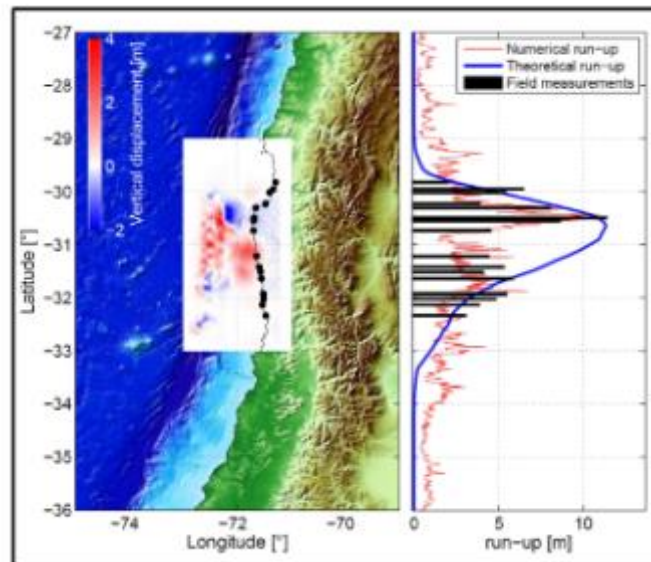 -27
-28
-29
-30
-31
-32
-33
-34
-35
-36
Latitude [°]
4
2
0
-2
Vertical displacement [m]
-74
-72
-70
Longitude [°]
Numerical run-up
Theoretical run-up
Field measurements
0
5
10
run-up [m]